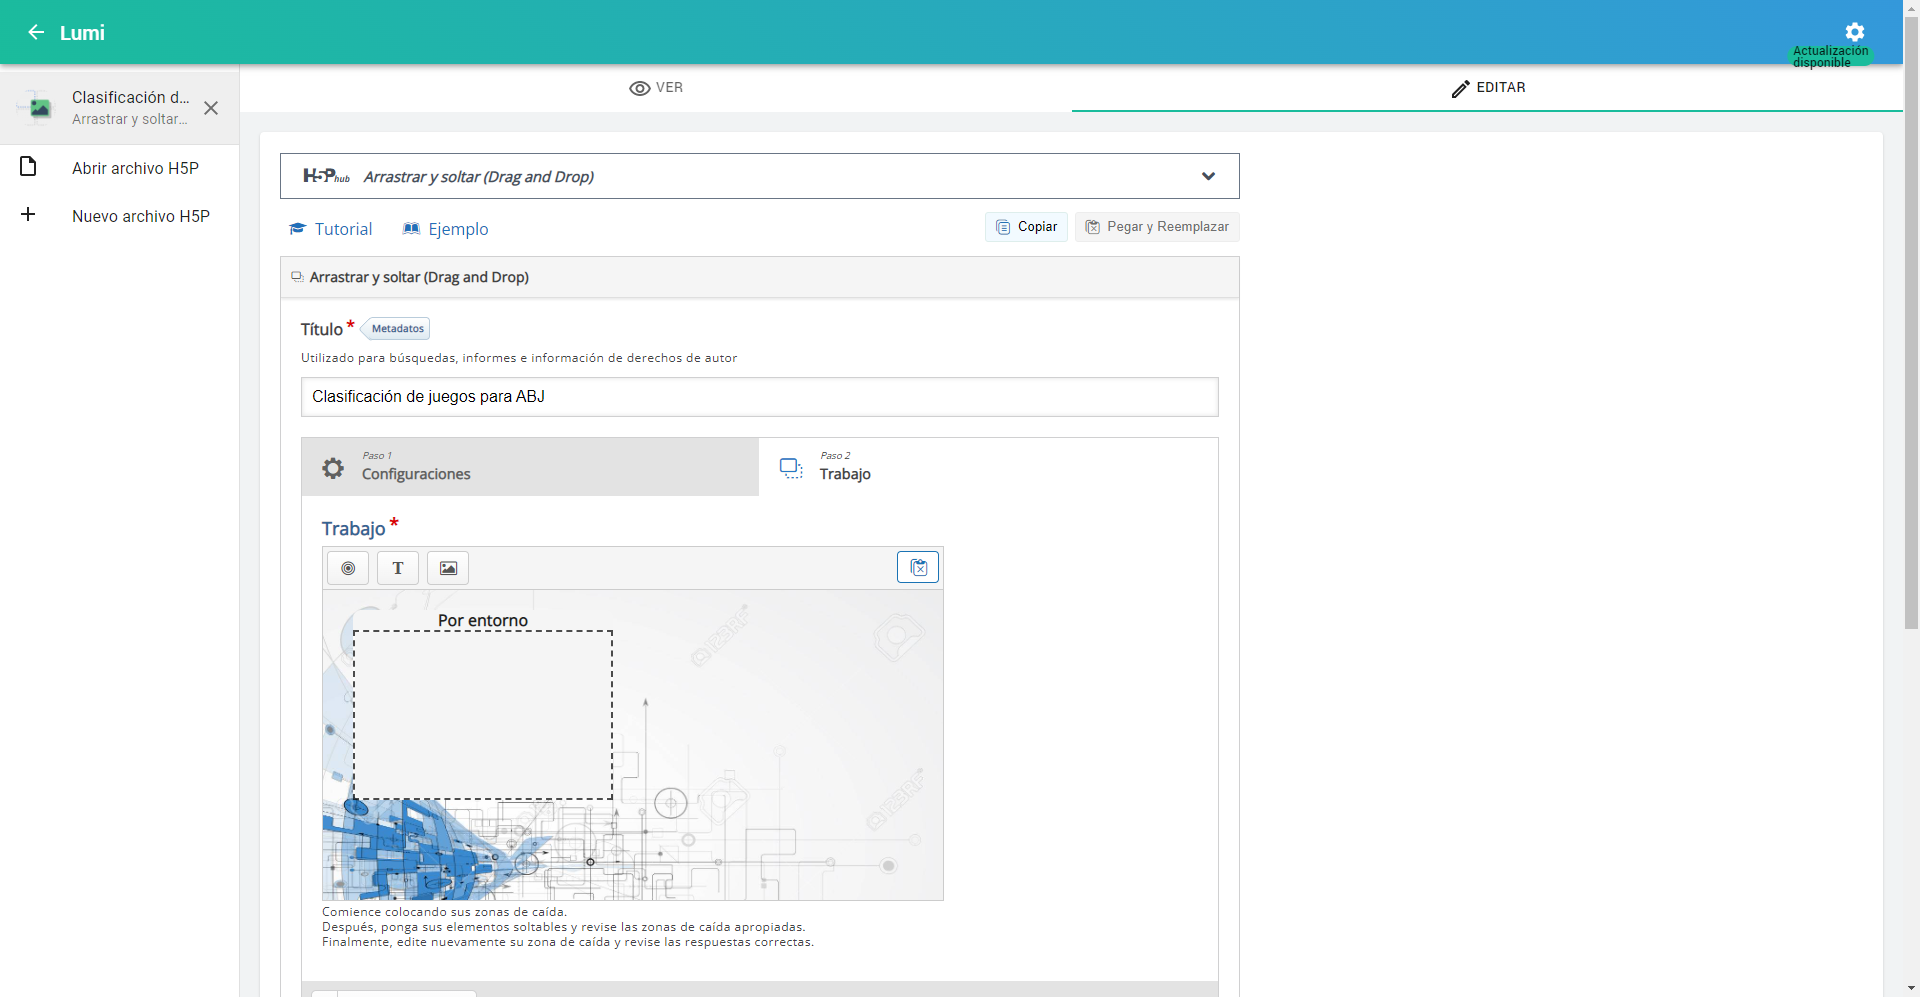 Lumi
Actualización
disponible
Clasificación d...
Arrastrar y soltar...
Abrir archivo H5P
Nuevo archivo H5P
VER
EDITAR
H5P hub Arrastrar y soltar (Drag and Drop)
Tutorial Ejemplo Copiar Pegar y Reemplazar
Arrastrar y soltar (Drag and Drop)
Título * Metadatos
Utilizado para búsquedas, informes e información de derechos de autor
Clasificación de juegos para ABJ
Paso 1
Configuraciones
Paso 2
Trabajo
Trabajo *
T
Por entorno
123RF
123RF
Comience colocando sus zonas de caída.
Después, ponga sus elementos soltables y revise las zonas de caída apropiadas.
Finalmente, edite nuevamente su zona de caída y revise las respuestas correctas.